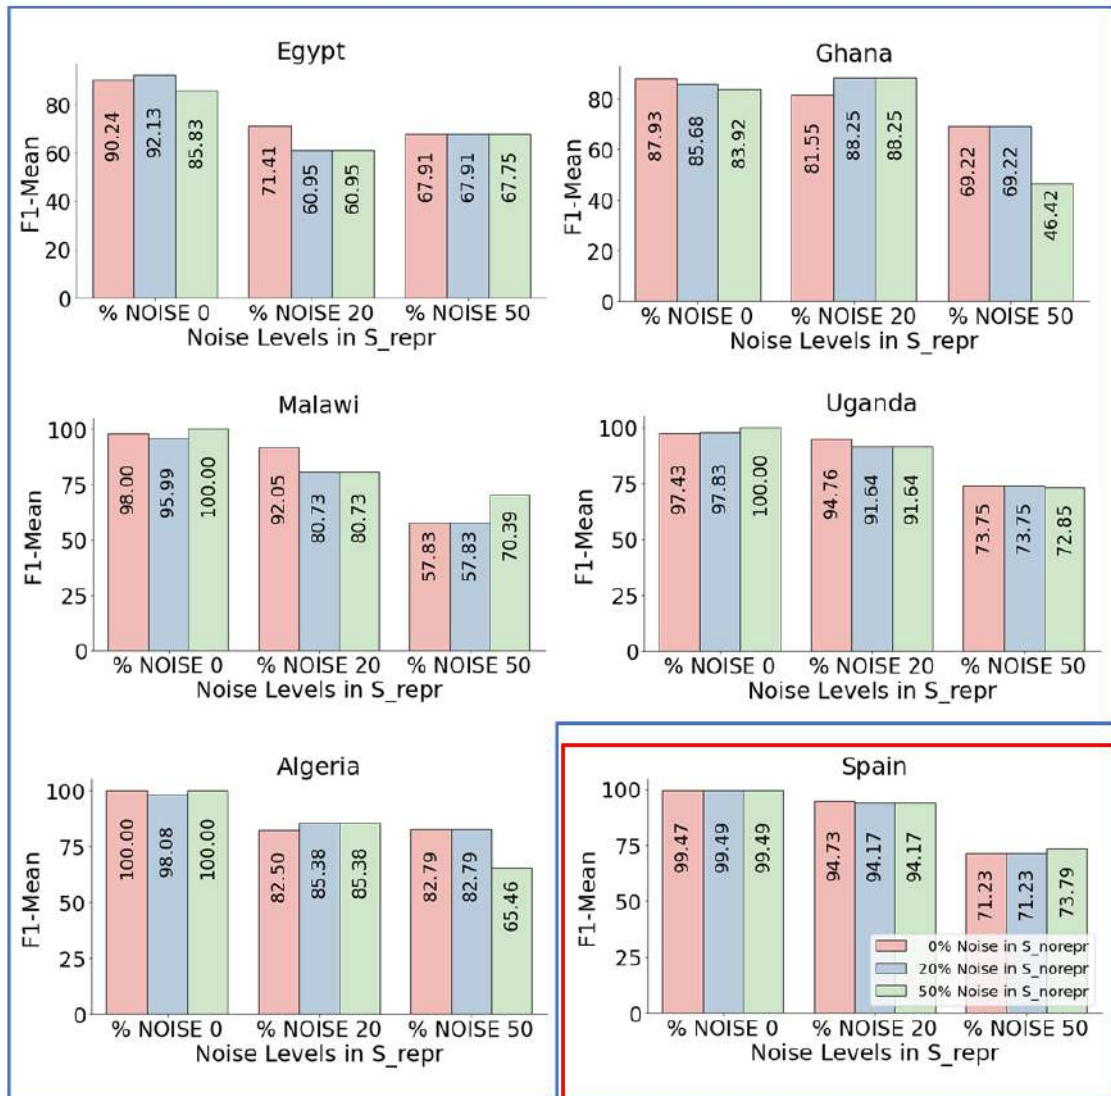 Egypt
F1-Mean
80
60
40
20
0
90.24
92.13
85.83
71.41
60.95
60.95
67.91
67.91
67.75
% NOISE 0
% NOISE 20
% NOISE 50
Noise Levels in S_repr
Ghana
F1-Mean
80
60
40
20
0
87.93
85.68
83.92
81.55
88.25
88.25
69.22
69.22
46.42
% NOISE 0
% NOISE 20
% NOISE 50
Noise Levels in S_repr
Malawi
F1-Mean
100
75
50
25
0
98.00
95.99
100.00
92.05
80.73
80.73
57.83
57.83
70.39
% NOISE 0
% NOISE 20
% NOISE 50
Noise Levels in S_repr
Uganda
F1-Mean
100
75
50
25
0
97.43
97.83
100.00
94.76
91.64
91.64
73.75
73.75
72.85
% NOISE 0
% NOISE 20
% NOISE 50
Noise Levels in S_repr
Algeria
F1-Mean
100
75
50
25
0
100.00
98.08
100.00
82.50
85.38
85.38
82.79
82.79
65.46
% NOISE 0
% NOISE 20
% NOISE 50
Noise Levels in S_repr
Spain
F1-Mean
100
75
50
25
0
99.47
99.49
99.49
94.73
94.17
94.17
71.23
71.23
73.79
0% Noise in S_norepr
20% Noise in S_norepr
50% Noise in S_norepr
% NOISE 0
% NOISE 20
% NOISE 50
Noise Levels in S_repr